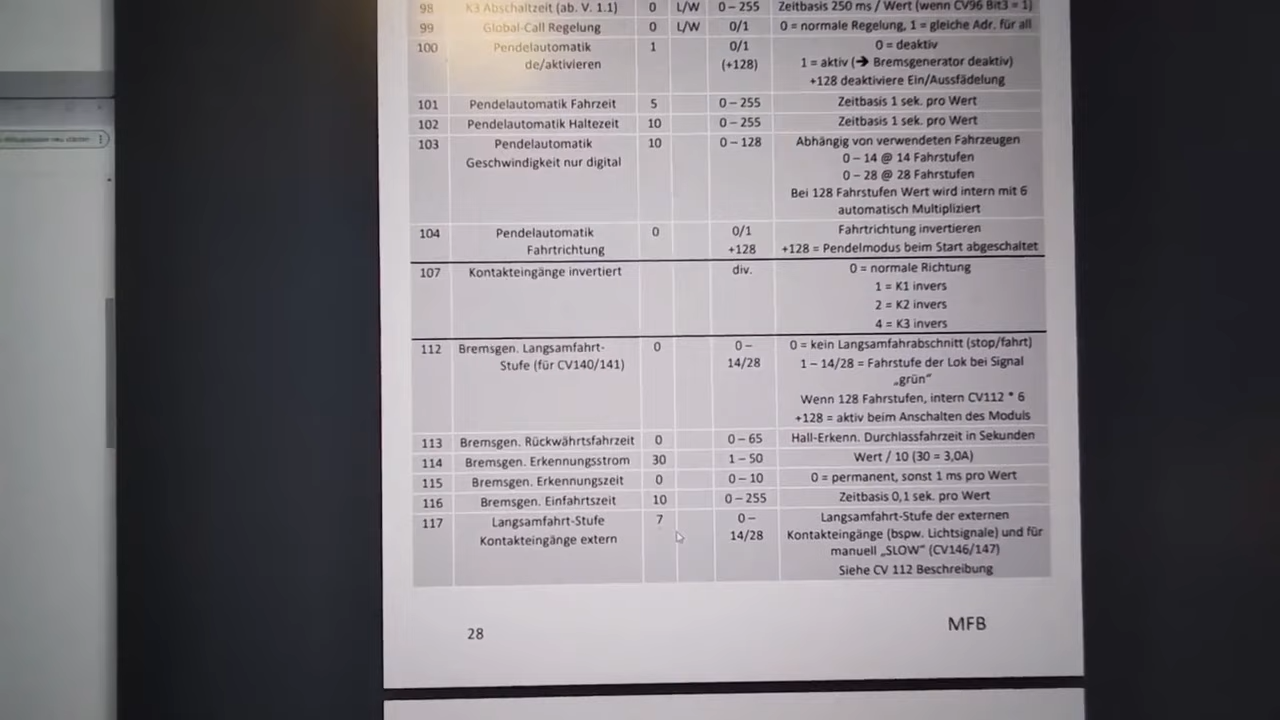 98 K3 Abschaltzeit (ab. V. 1.1) 0 L/W 0 – 255 Zeitbasis 250 ms / Wert (wenn CV96 Bit3 = 1)
99 Global-Call Regelung 0 L/W 0/1 0 = normale Regelung, 1 = gleiche Adr. für all
100 Pendelautomatik 1 0/1 0 = deaktiv
de/aktivieren (+128) 1 = aktiv (➔ Bremsgenerator deaktiv)
+128 deaktiviere Ein/Aussfädelung
101 Pendelautomatik Fahrzeit 5 0 – 255 Zeitbasis 1 sek. pro Wert
102 Pendelautomatik Haltezeit 10 0 – 255 Zeitbasis 1 sek. pro Wert
103 Pendelautomatik 10 0 – 128 Abhängig von verwendeten Fahrzeugen
Geschwindigkeit nur digital 0 – 14 @ 14 Fahrstufen
0 – 28 @ 28 Fahrstufen
Bei 128 Fahrstufen Wert wird intern mit 6
automatisch Multipliziert
104 Pendelautomatik 0 0/1 Fahrtrichtung invertieren
Fahrtrichtung +128 +128 = Pendelmodus beim Start abgeschaltet
107 Kontakteingänge invertiert div. 0 = normale Richtung
1 = K1 invers
2 = K2 invers
4 = K3 invers
112 Bremsgen. Langsamfahrt- 0 0 – 0 = kein Langsamfahrabschnitt (stop/fahrt)
Stufe (für CV140/141) 14/28 1 – 14/28 = Fahrstufe der Lok bei Signal
„grün“
Wenn 128 Fahrstufen, intern CV112 * 6
+128 = aktiv beim Anschalten des Moduls
113 Bremsgen. Rückwährtsfahrzeit 0 0 – 65 Hall-Erkenn. Durchlassfahrzeit in Sekunden
114 Bremsgen. Erkennungsstrom 30 1 – 50 Wert / 10 (30 = 3,0A)
115 Bremsgen. Erkennungszeit 0 0 – 10 0 = permanent, sonst 1 ms pro Wert
116 Bremsgen. Einfahrtszeit 10 0 – 255 Zeitbasis 0,1 sek. pro Wert
117 Langsamfahrt-Stufe 7 0 – Langsamfahrt-Stufe der externen
Kontakteingänge extern 14/28 Kontakteingänge (bspw. Lichtsignale) und für
manuell „SLOW“ (CV146/147)
Siehe CV 112 Beschreibung
28 MFB